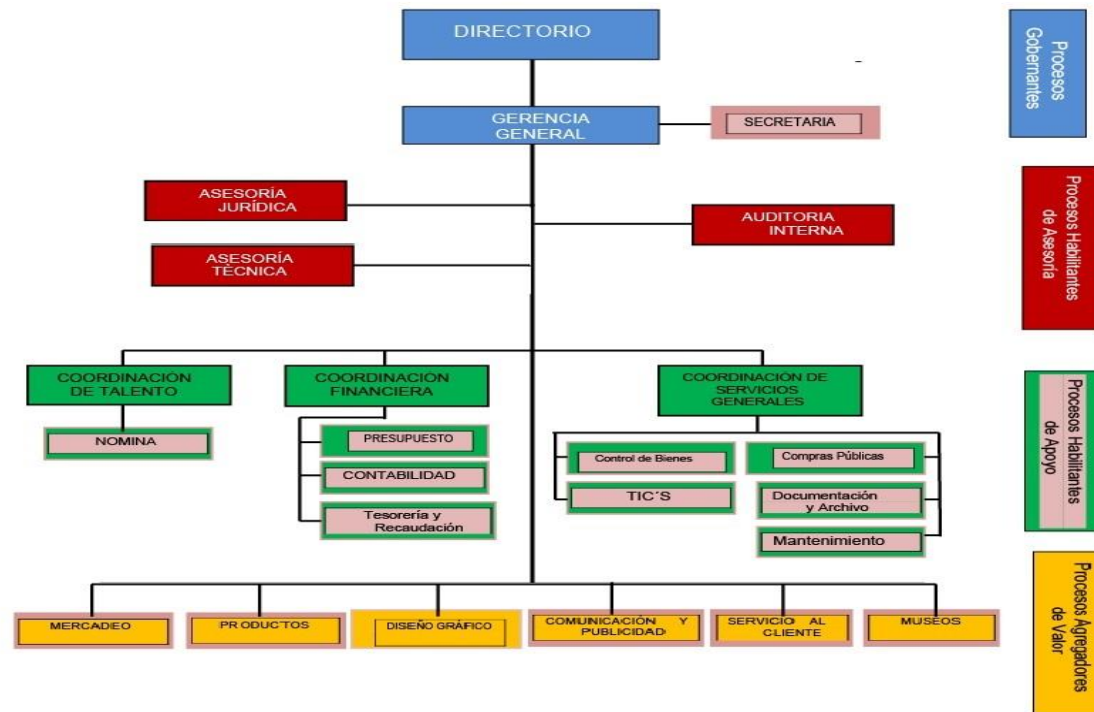 DIRECTORIO
Procesos
Gobernantes
GERENCIA
GENERAL
SECRETARIA
ASESORÍA
JURÍDICA
AUDITORIA
INTERNA
ASESORÍA
TÉCNICA
Procesos Habilitantes
de Asesoría
COORDINACIÓN
DE TALENTO
COORDINACIÓN
FINANCIERA
COORDINACIÓN DE
SERVICIOS
GENERALES
NOMINA
PRESUPUESTO
CONTABILIDAD
Tesorería y
Recaudación
Control de Bienes
TIC´S
Compras Públicas
Documentación
y Archivo
Mantenimiento
Procesos Habilitantes
de Apoyo
MERCADEO
PRODUCTOS
DISEÑO GRÁFICO
COMUNICACIÓN Y
PUBLICIDAD
SERVICIO AL
CLIENTE
MUSEOS
Procesos Agregadores
de Valor